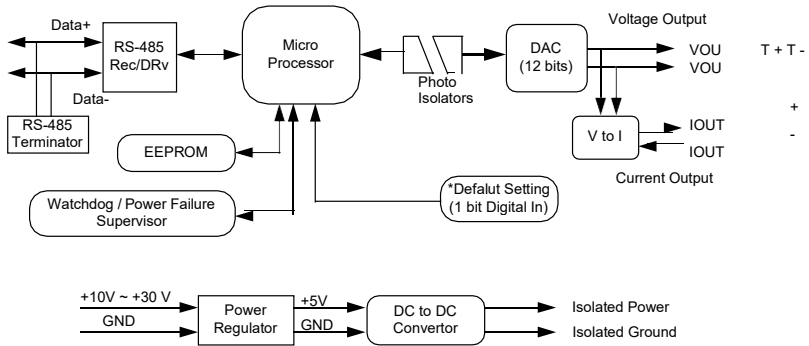 Voltage Output
Data+
RS-485
Rec/DRv
Micro
Processor
DAC
(12 bits)
VOU
T + T -
VOU
Photo
Isolators
Data-
RS-485
Terminator
+
IOUT
V to I
-
IOUT
EEPROM
Current Output
*Defalut Setting
(1 bit Digital In)
Watchdog / Power Failure
Supervisor
+10V ~ +30 V
GND
Power
Regulator
+5V
GND
DC to DC
Convertor
Isolated Power
Isolated Ground